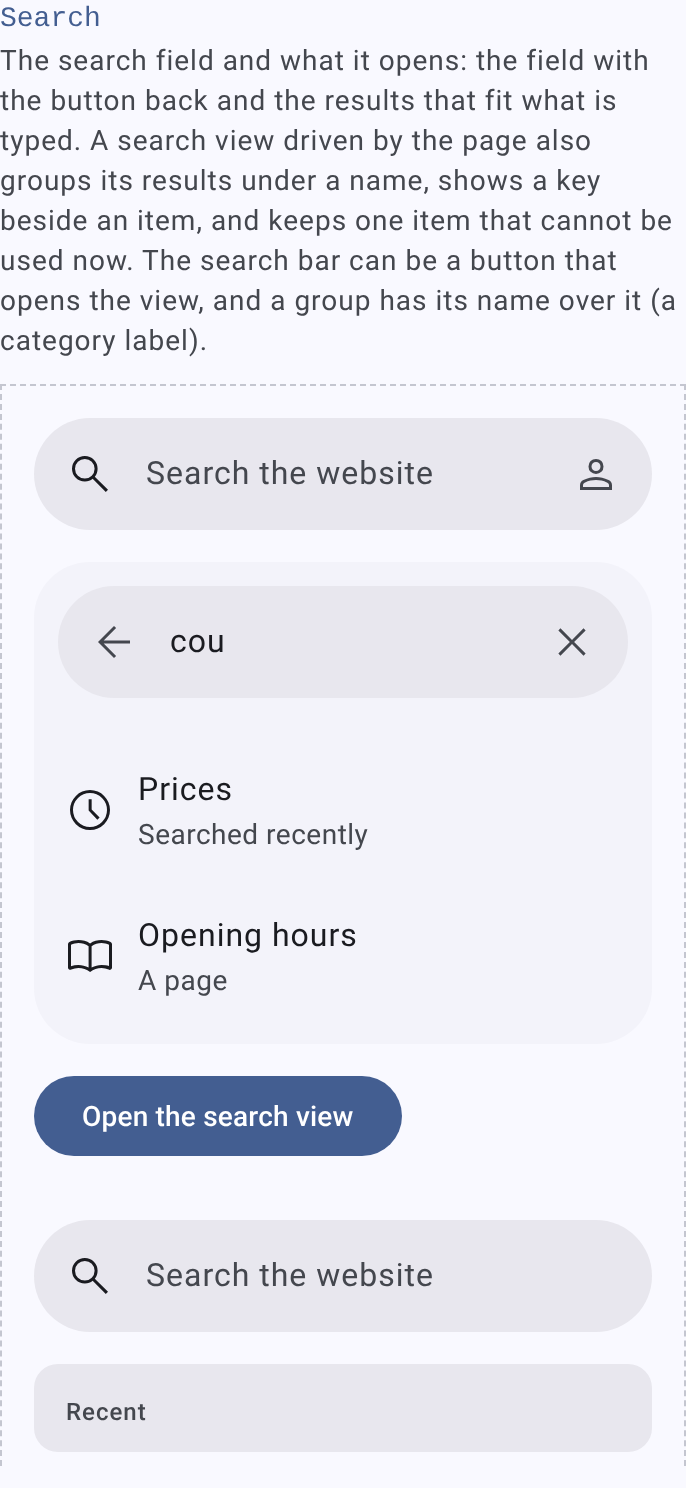 Search
The search field and what it opens: the field with
the button back and the results that fit what is
typed. A search view driven by the page also
groups its results under a name, shows a key
beside an item, and keeps one item that cannot be
used now. The search bar can be a button that
opens the view, and a group has its name over it (a
category label).
Search the website
cou
Prices
Searched recently
Opening hours
A page
Open the search view
Search the website
Recent